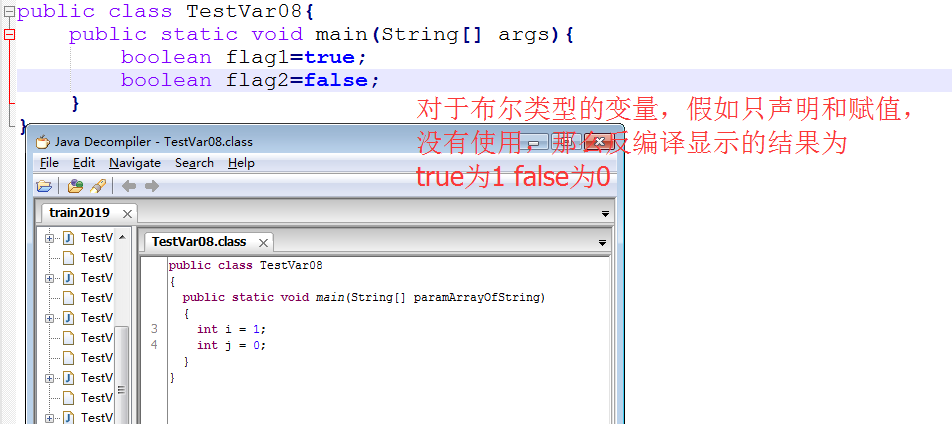 public class TestVar08{
public static void main(String[] args){
boolean flag1=true;
boolean flag2=false;
}
}
对于布尔类型的变量，假如只声明和赋值，
没有使用，那么反编译显示的结果为
true为1 false为0
Java Decompiler - TestVar08.class
File Edit Navigate Search Help
train2019
TestV
TestV
TestV
TestV
TestV
TestV
TestV
TestV
TestV
TestV
TestVar08.class
public class TestVar08
{
public static void main(String[] paramArrayOfString)
{
3 int i = 1;
4 int j = 0;
}
}